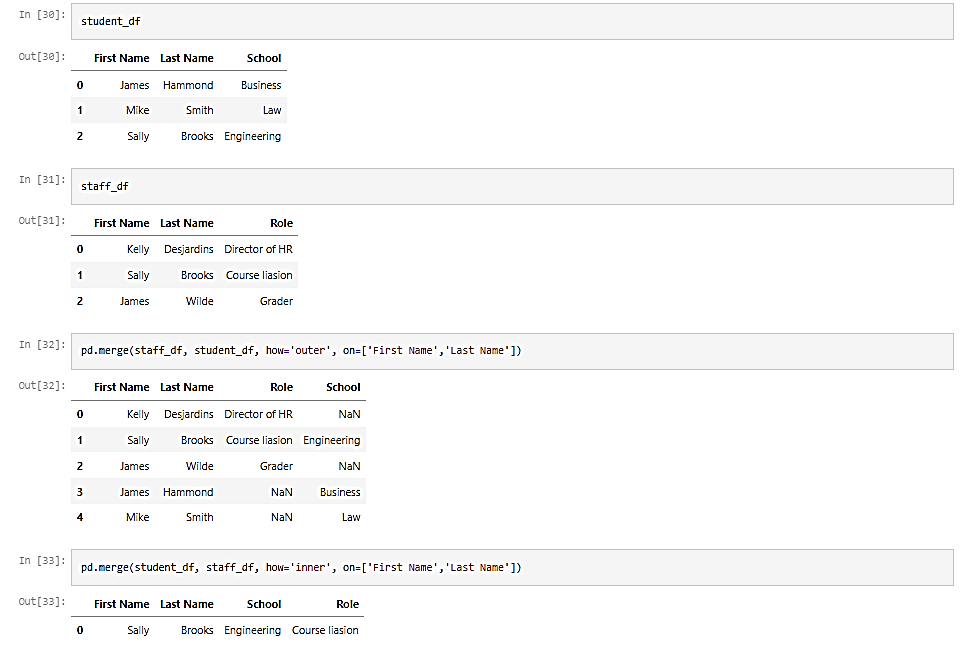 In [30]: student_df
Out[30]:
First Name Last Name School
0 James Hammond Business
1 Mike Smith Law
2 Sally Brooks Engineering
In [31]: staff_df
Out[31]:
First Name Last Name Role
0 Kelly Desjardins Director of HR
1 Sally Brooks Course liasion
2 James Wilde Grader
In [32]: pd.merge(staff_df, student_df, how='outer', on=['First Name','Last Name'])
Out[32]:
First Name Last Name Role School
0 Kelly Desjardins Director of HR NaN
1 Sally Brooks Course liasion Engineering
2 James Wilde Grader NaN
3 James Hammond NaN Business
4 Mike Smith NaN Law
In [33]: pd.merge(student_df, staff_df, how='inner', on=['First Name','Last Name'])
Out[33]:
First Name Last Name School Role
0 Sally Brooks Engineering Course liasion